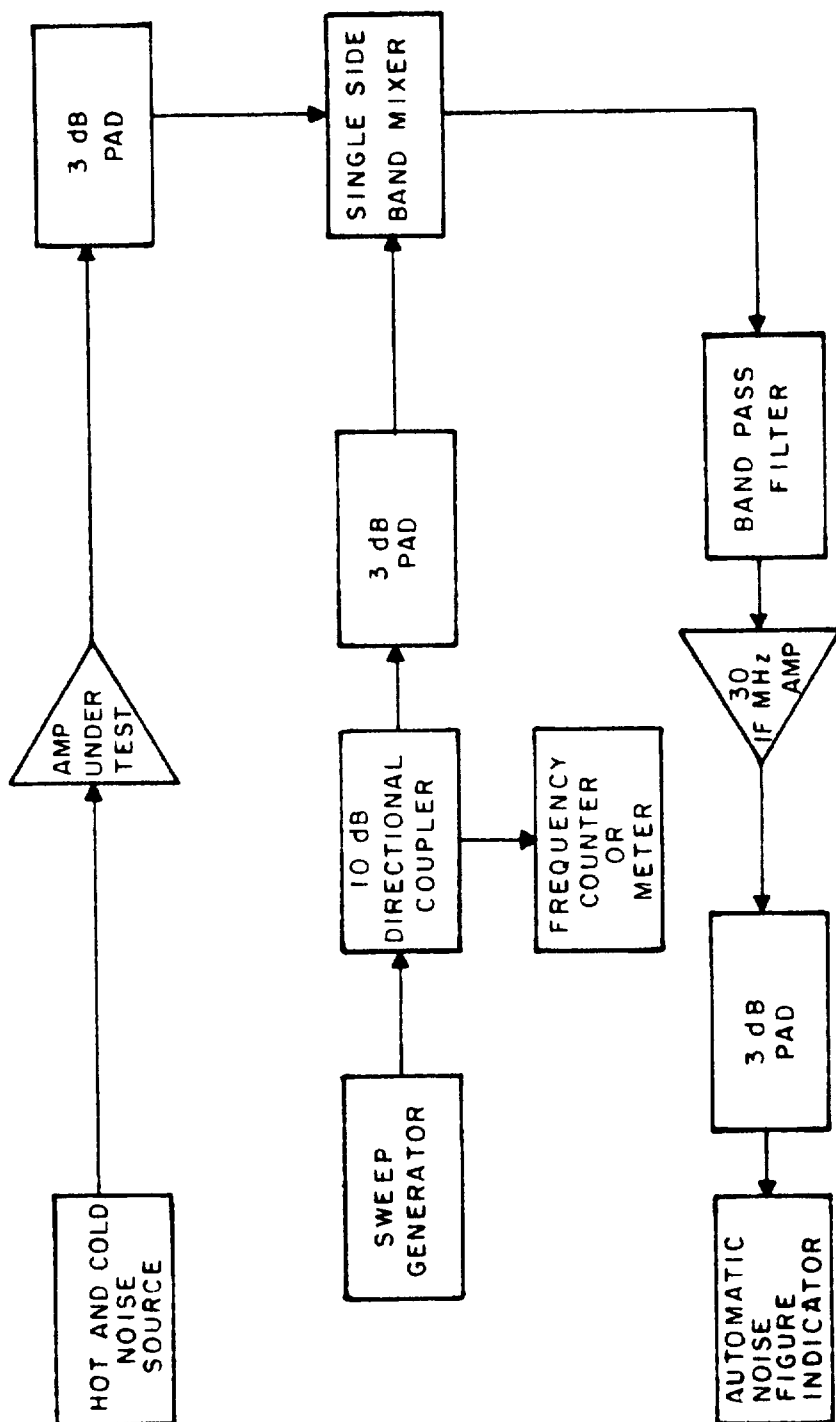 HOT AND COLD
NOISE
SOURCE
AMP
UNDER
TEST
3 dB
PAD
SWEEP
GENERATOR
10 dB
DIRECTIONAL
COUPLER
3 dB
PAD
SINGLE SIDE
BAND MIXER
FREQUENCY
COUNTER
OR
METER
AUTOMATIC
NOISE
FIGURE
INDICATOR
3 dB
PAD
30
IF MHz
AMP
BAND PASS
FILTER